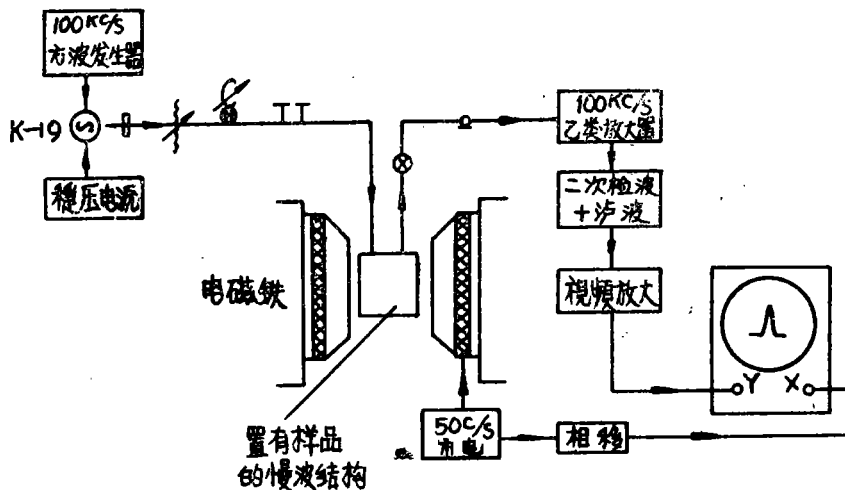 100KC/S
方波发生器
K-19
S
稳压电流
100KC/S
乙类放大器
二次检波
+滤波
视频放大
电磁铁
Y X
50C/S
市电
相移
置有样品
的慢波结构